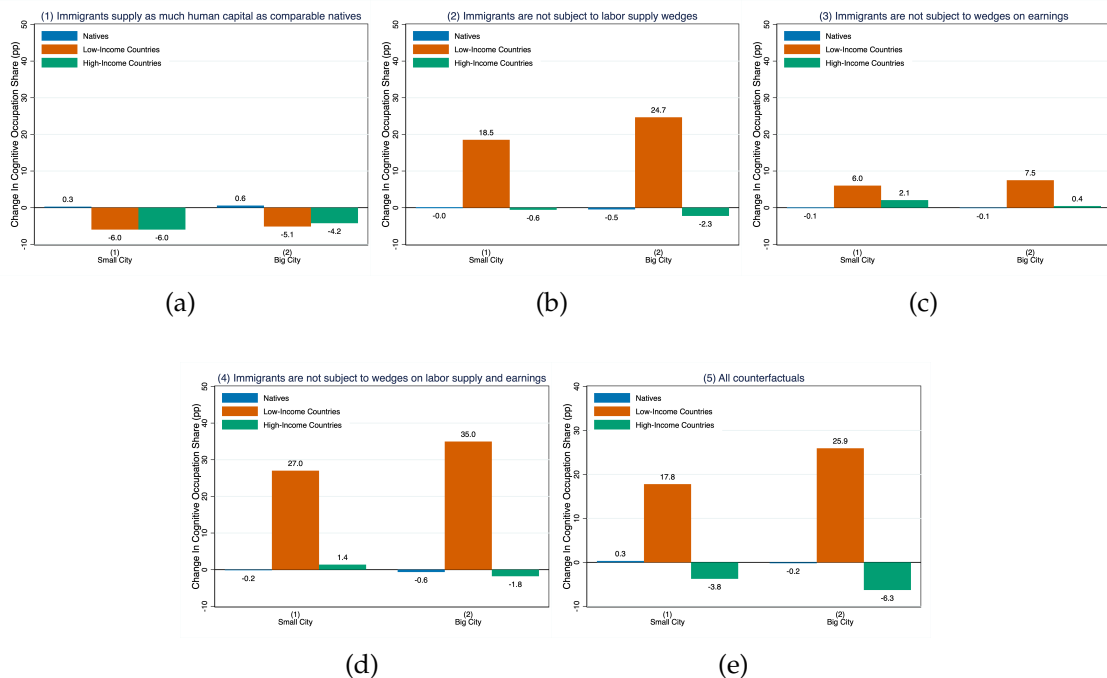 (1) Immigrants supply as much human capital as comparable natives
Change In Cognitive Occupation Share (pp)
50
40
30
20
10
0
-10
Natives
Low-Income Countries
High-Income Countries
0.3
-6.0
-6.0
0.6
-5.1
-4.2
(1)
Small City
(2)
Big City
(a)
(2) Immigrants are not subject to labor supply wedges
Change In Cognitive Occupation Share (pp)
50
40
30
20
10
0
-10
Natives
Low-Income Countries
High-Income Countries
-0.0
18.5
-0.6
-0.5
24.7
-2.3
(1)
Small City
(2)
Big City
(b)
(3) Immigrants are not subject to wedges on earnings
Change In Cognitive Occupation Share (pp)
50
40
30
20
10
0
-10
Natives
Low-Income Countries
High-Income Countries
-0.1
6.0
2.1
-0.1
7.5
0.4
(1)
Small City
(2)
Big City
(c)
(4) Immigrants are not subject to wedges on labor supply and earnings
Change In Cognitive Occupation Share (pp)
50
40
30
20
10
0
-10
Natives
Low-Income Countries
High-Income Countries
-0.2
27.0
1.4
-0.6
35.0
-1.8
(1)
Small City
(2)
Big City
(d)
(5) All counterfactuals
Change In Cognitive Occupation Share (pp)
40
30
20
10
0
-10
Natives
Low-Income Countries
High-Income Countries
0.3
17.8
-3.8
-0.2
25.9
-6.3
(1)
Small City
(2)
Big City
(e)